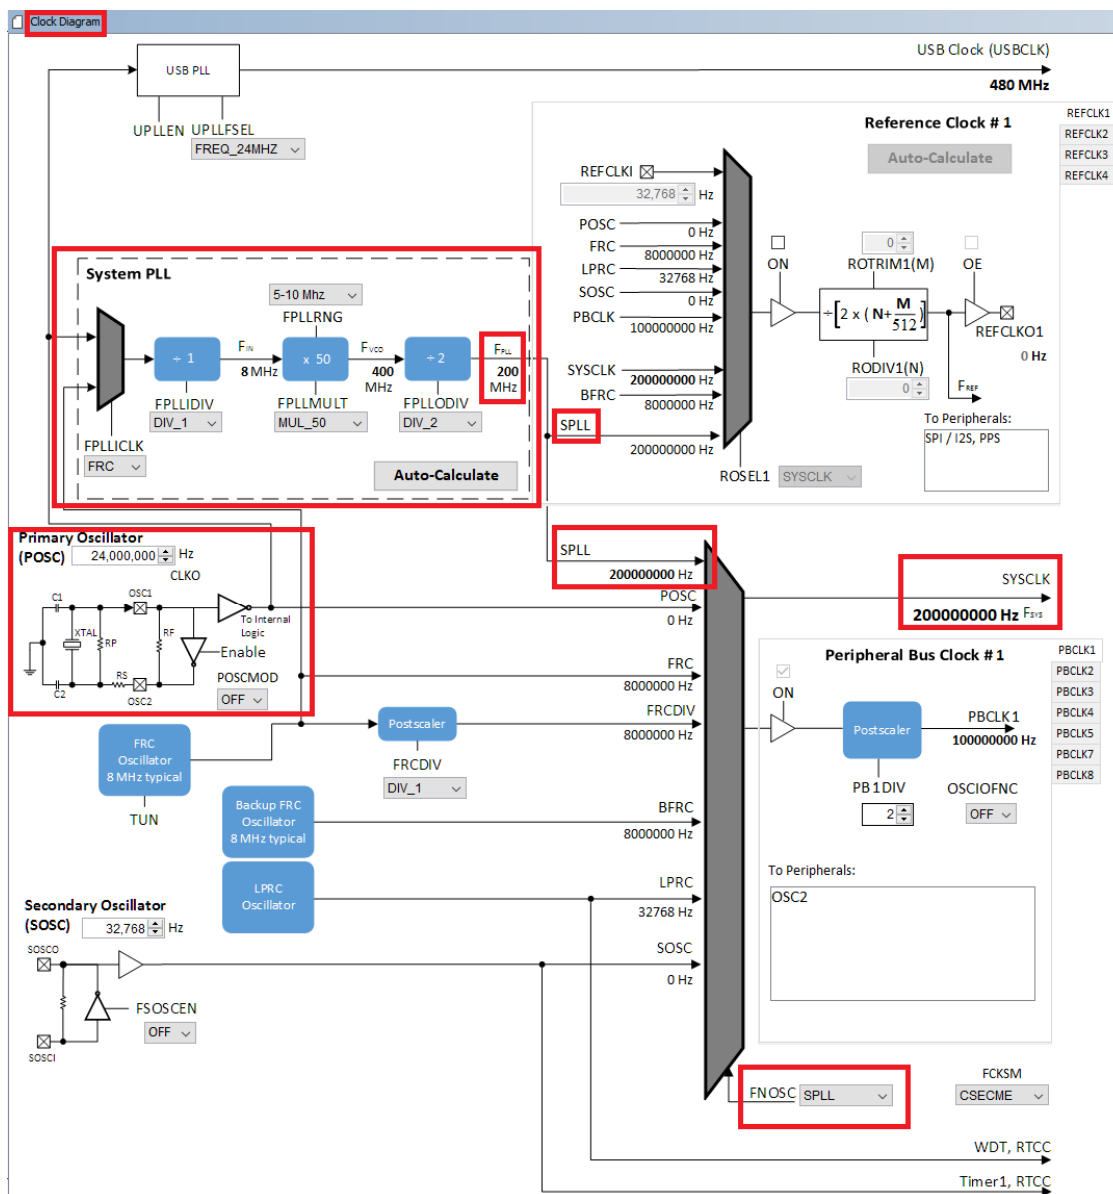 Clock Diagram
USB PLL
USB Clock (USBCLK)
480 MHz
UPLLEN UPLLFSEL
FREQ_24MHZ
Reference Clock # 1
Auto-Calculate
REFCLK1
REFCLK2
REFCLK3
REFCLK4
REFCLKI
32,768 Hz
POSC
0 Hz
FRC
8000000 Hz
LPRC
32768 Hz
SOSC
0 Hz
PBCLK
100000000 Hz
SYSCLK
200000000 Hz
BFRC
8000000 Hz
SPLL
200000000 Hz
ROSEL1 SYSCLK
ON
0
ROTRIM1(M)
OE
÷[2 x (N+M/512)]
RODIV1(N)
0
REFCLKO1
0 Hz
FREF
To Peripherals:
SPI / I2S, PPS
System PLL
5-10 Mhz
FPLLRNG
÷ 1
FIN
8 MHz
x 50
FVCO
400
MHz
÷ 2
FPLL
200
MHz
FPLLIDIV
DIV_1
FPLLMULT
MUL_50
FPLLODIV
DIV_2
FPLLICLK
FRC
Auto-Calculate
Primary Oscillator
(POSC) 24,000,000 Hz
CLKO
C1
OSC1
XTAL
RP
RF
To Internal
Logic
Enable
C2
RS
OSC2
POSCMOD
OFF
SPLL
200000000 Hz
POSC
0 Hz
FRC
8000000 Hz
FRCDIV
8000000 Hz
BFRC
8000000 Hz
LPRC
32768 Hz
SOSC
0 Hz
FRC
Oscillator
8 MHz typical
TUN
Postscaler
FRCDIV
DIV_1
Backup FRC
Oscillator
8 MHz typical
LPRC
Oscillator
Secondary Oscillator
(SOSC) 32,768 Hz
SOSCO
SOSCI
FSOSCEN
OFF
SYSCLK
200000000 Hz FSYS
Peripheral Bus Clock # 1
PBCLK1
PBCLK2
PBCLK3
PBCLK4
PBCLK5
PBCLK7
PBCLK8
ON
Postscaler
PBCLK1
100000000 Hz
PB1DIV
2
OSCIOFNC
OFF
To Peripherals:
OSC2
FNOSC SPLL
FCKSM
CSECME
WDT, RTCC
Timer1, RTCC